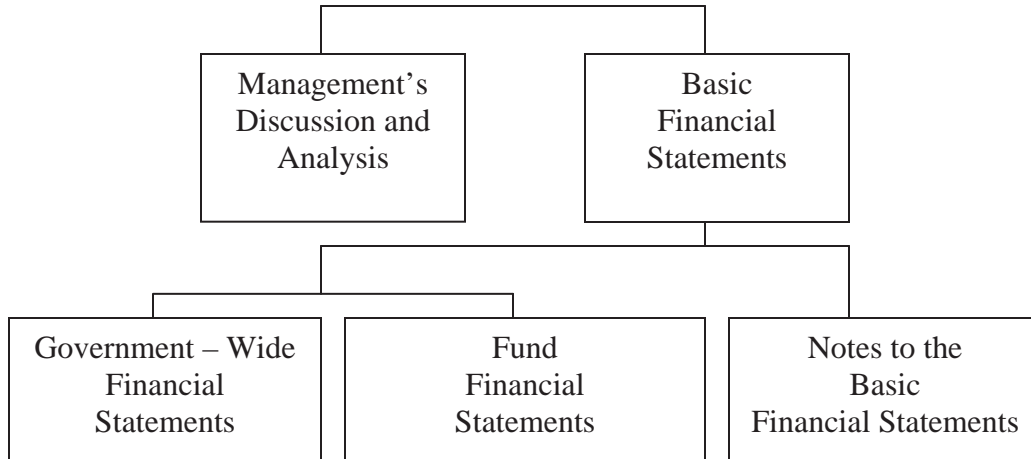 Management’s
Discussion and
Analysis
Basic
Financial
Statements
Government – Wide
Financial
Statements
Fund
Financial
Statements
Notes to the
Basic
Financial Statements